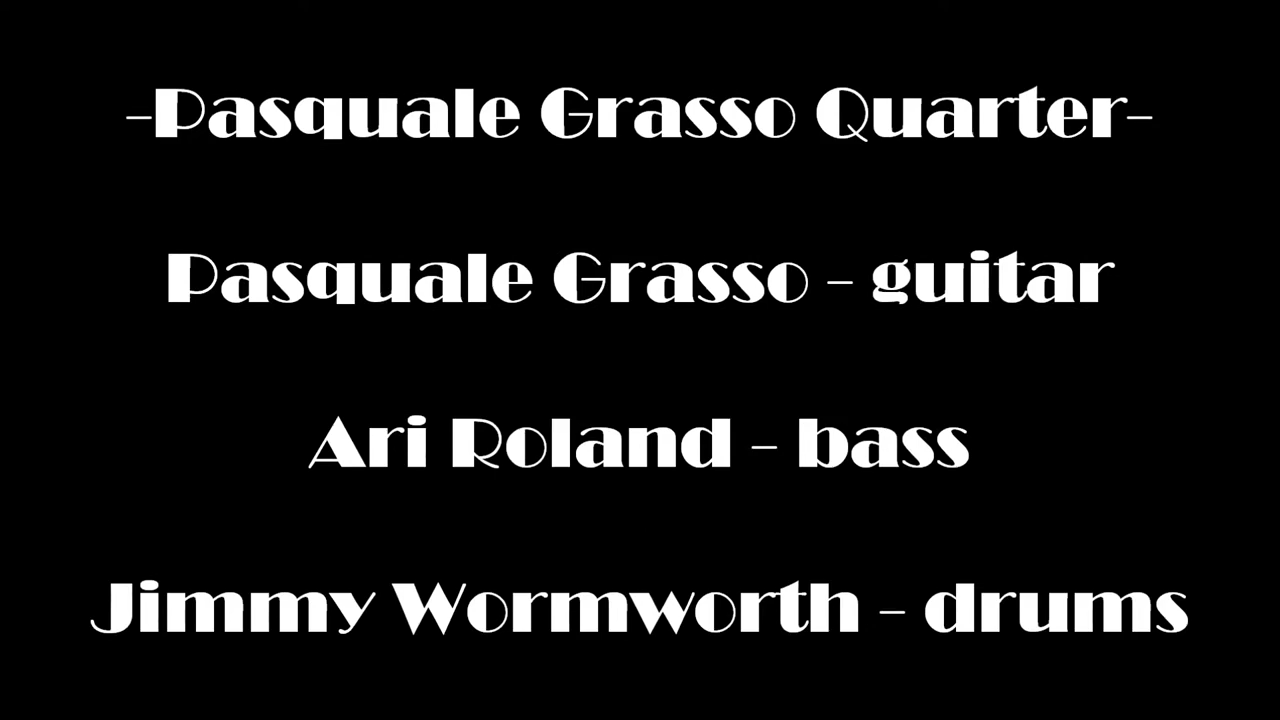 -Pasquale Grasso Quarter-
Pasquale Grasso - guitar
Ari Roland - bass
Jimmy Wormworth - drums